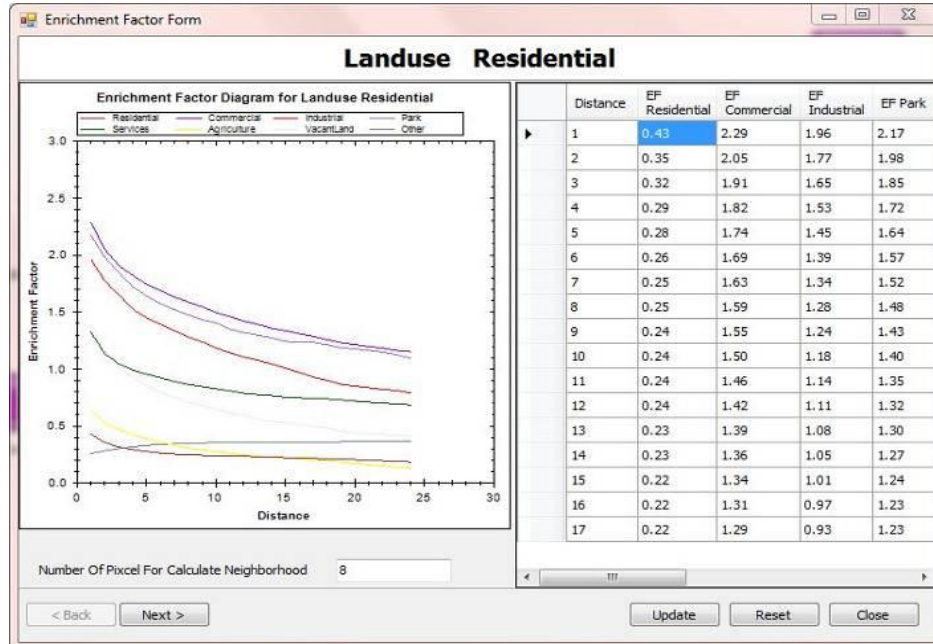 Enrichment Factor Form
Landuse Residential
Enrichment Factor Diagram for Landuse Residential
Residential Commercial Industrial Park
Services Agriculture VacantLand Other
Enrichment Factor
3.0
2.5
2.0
1.5
1.0
0.5
0.0
0 5 10 15 20 25 30
Distance
Distance EF Residential EF Commercial EF Industrial EF Park
1 0.43 2.29 1.96 2.17
2 0.35 2.05 1.77 1.98
3 0.32 1.91 1.65 1.85
4 0.29 1.82 1.53 1.72
5 0.28 1.74 1.45 1.64
6 0.26 1.69 1.39 1.57
7 0.25 1.63 1.34 1.52
8 0.25 1.59 1.28 1.48
9 0.24 1.55 1.24 1.43
10 0.24 1.50 1.18 1.40
11 0.24 1.46 1.14 1.35
12 0.24 1.42 1.11 1.32
13 0.23 1.39 1.08 1.30
14 0.23 1.36 1.05 1.27
15 0.22 1.34 1.01 1.24
16 0.22 1.31 0.97 1.23
17 0.22 1.29 0.93 1.23
Number Of Pixcel For Calculate Neighborhood 8
< Back Next > Update Reset Close